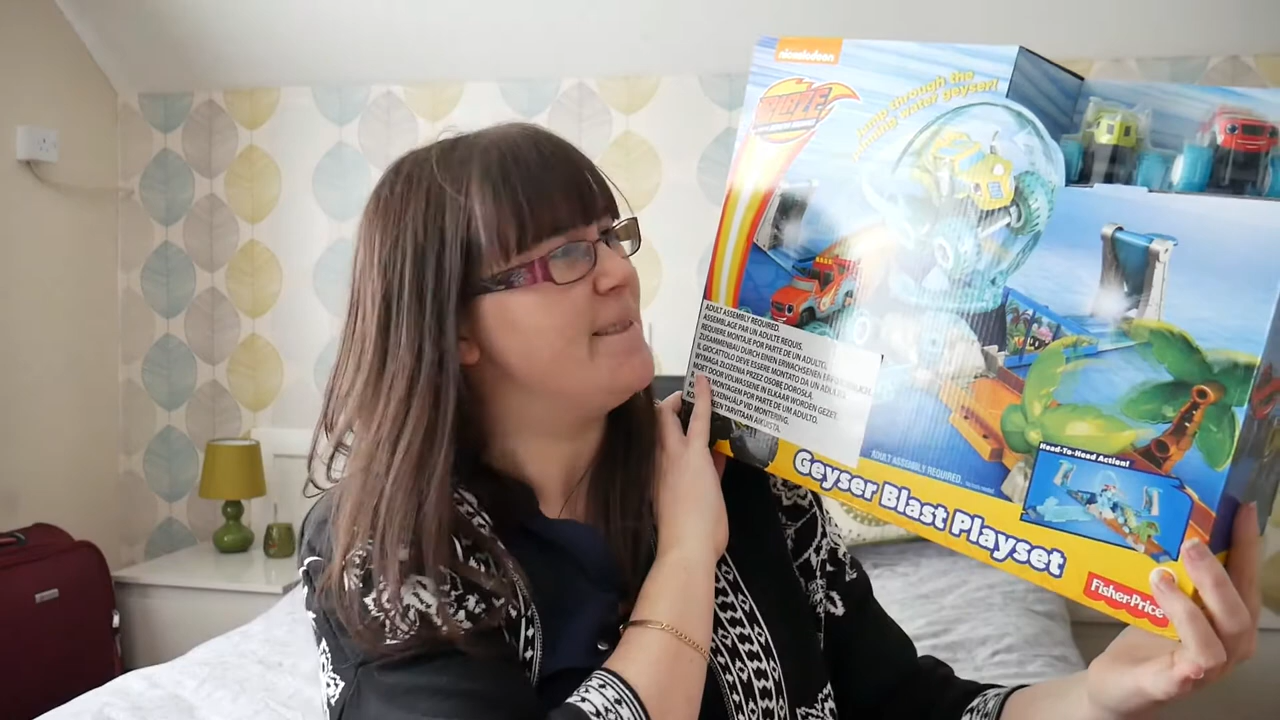 nickelodeon
BLAZE
Jump through the
water geyser!
ADULT ASSEMBLY REQUIRED.
ASSEMBLAGE PAR UN ADULTE REQUIS.
REQUIERE MONTAJE POR PARTE DE UN ADULTO.
ZUSAMMENBAU DURCH EINEN ERWACHSENEN ERFORDERLICH.
IL GIOCATTOLO DEVE ESSERE MONTATO DA UN ADULTO.
WYMAGA ZŁOŻENIA PRZEZ OSOBĘ DOROSŁĄ.
MOET DOOR VOLWASSENE IN ELKAAR WORDEN GEZET.
MONTAGEM POR PARTE DE UM ADULTO.
VID MONTERING.
TARVITAAN AIKUISTA.
ADULT ASSEMBLY REQUIRED.
Head-To-Head Action!
Geyser Blast Playset
Fisher-Price